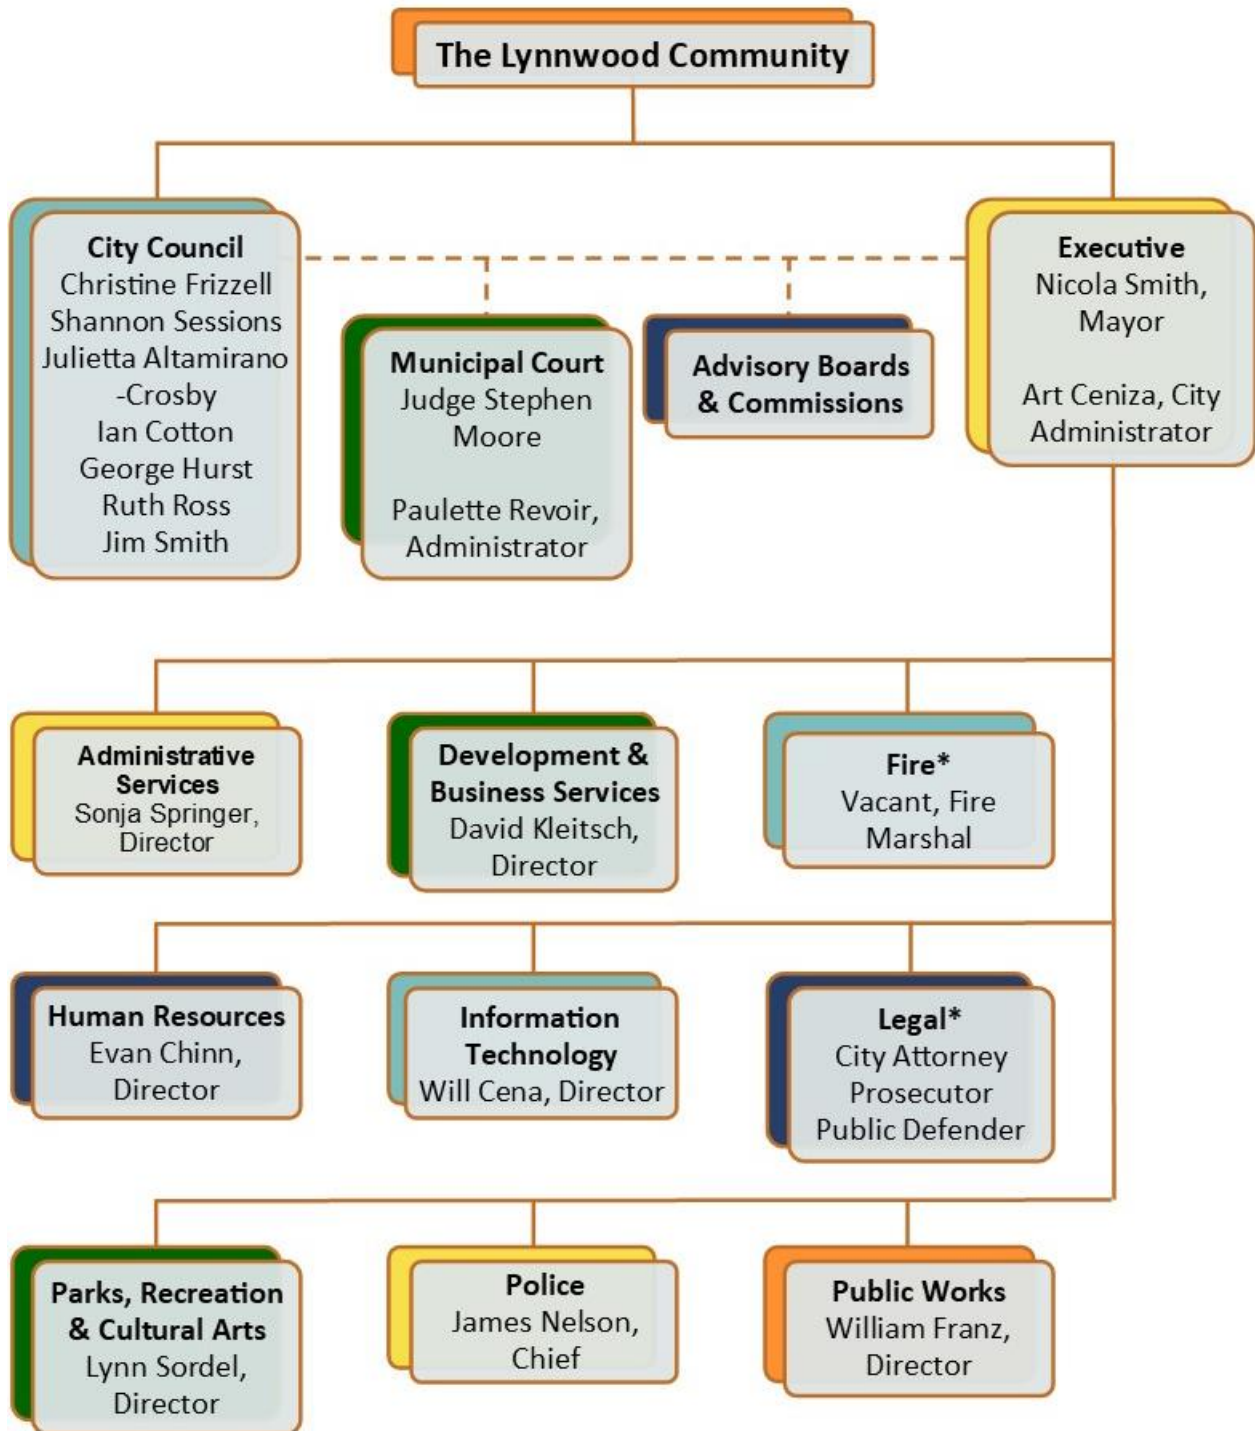 The Lynnwood Community
City Council
Christine Frizzell
Shannon Sessions
Julietta Altamirano
-Crosby
Ian Cotton
George Hurst
Ruth Ross
Jim Smith
Municipal Court
Judge Stephen
Moore
Paulette Revoir,
Administrator
Advisory Boards
& Commissions
Executive
Nicola Smith,
Mayor
Art Ceniza, City
Administrator
Administrative
Services
Sonja Springer,
Director
Development &
Business Services
David Kleitsch,
Director
Fire*
Vacant, Fire
Marshal
Human Resources
Evan Chinn,
Director
Information
Technology
Will Cena, Director
Legal*
City Attorney
Prosecutor
Public Defender
Parks, Recreation
& Cultural Arts
Lynn Sordel,
Director
Police
James Nelson,
Chief
Public Works
William Franz,
Director